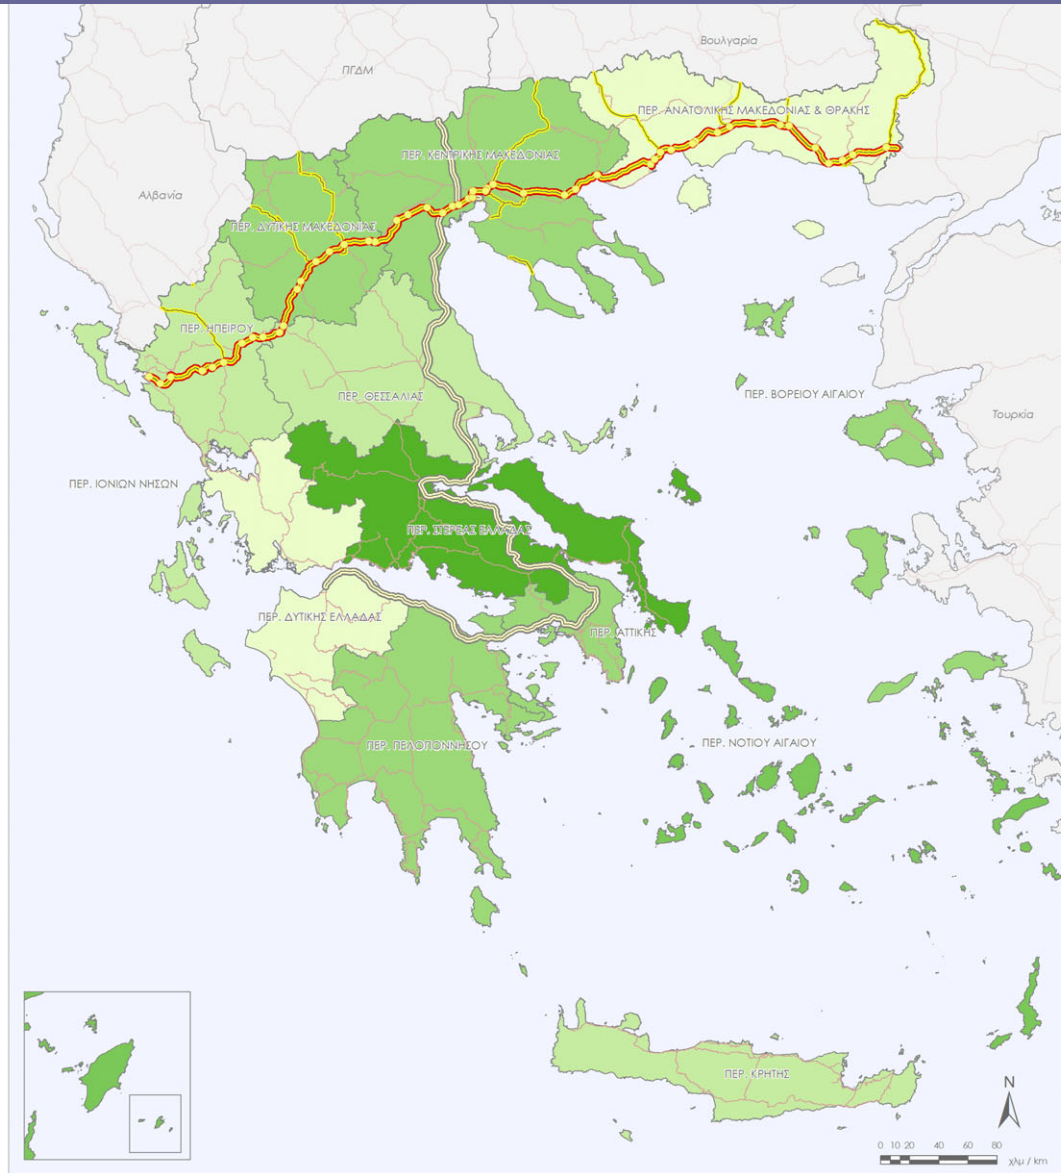 Βουλγαρία
ΠΓΔΜ
ΠΕΡ. ΑΝΑΤΟΛΙΚΗΣ ΜΑΚΕΔΟΝΙΑΣ & ΘΡΑΚΗΣ
ΠΕΡ. ΚΕΝΤΡΙΚΗΣ ΜΑΚΕΔΟΝΙΑΣ
Αλβανία
ΠΕΡ. ΔΥΤΙΚΗΣ ΜΑΚΕΔΟΝΙΑΣ
ΠΕΡ. ΗΠΕΙΡΟΥ
ΠΕΡ. ΘΕΣΣΑΛΙΑΣ
ΠΕΡ. ΒΟΡΕΙΟΥ ΑΙΓΑΙΟΥ
Τουρκία
ΠΕΡ. ΙΟΝΙΩΝ ΝΗΣΩΝ
ΠΕΡ. ΣΤΕΡΕΑΣ ΕΛΛΑΔΑΣ
ΠΕΡ. ΔΥΤΙΚΗΣ ΕΛΛΑΔΑΣ
ΠΕΡ. ΑΤΤΙΚΗΣ
ΠΕΡ. ΝΟΤΙΟΥ ΑΙΓΑΙΟΥ
ΠΕΡ. ΠΕΛΟΠΟΝΝΗΣΟΥ
ΠΕΡ. ΚΡΗΤΗΣ
N
0 10 20 40 60 80
χλμ / km